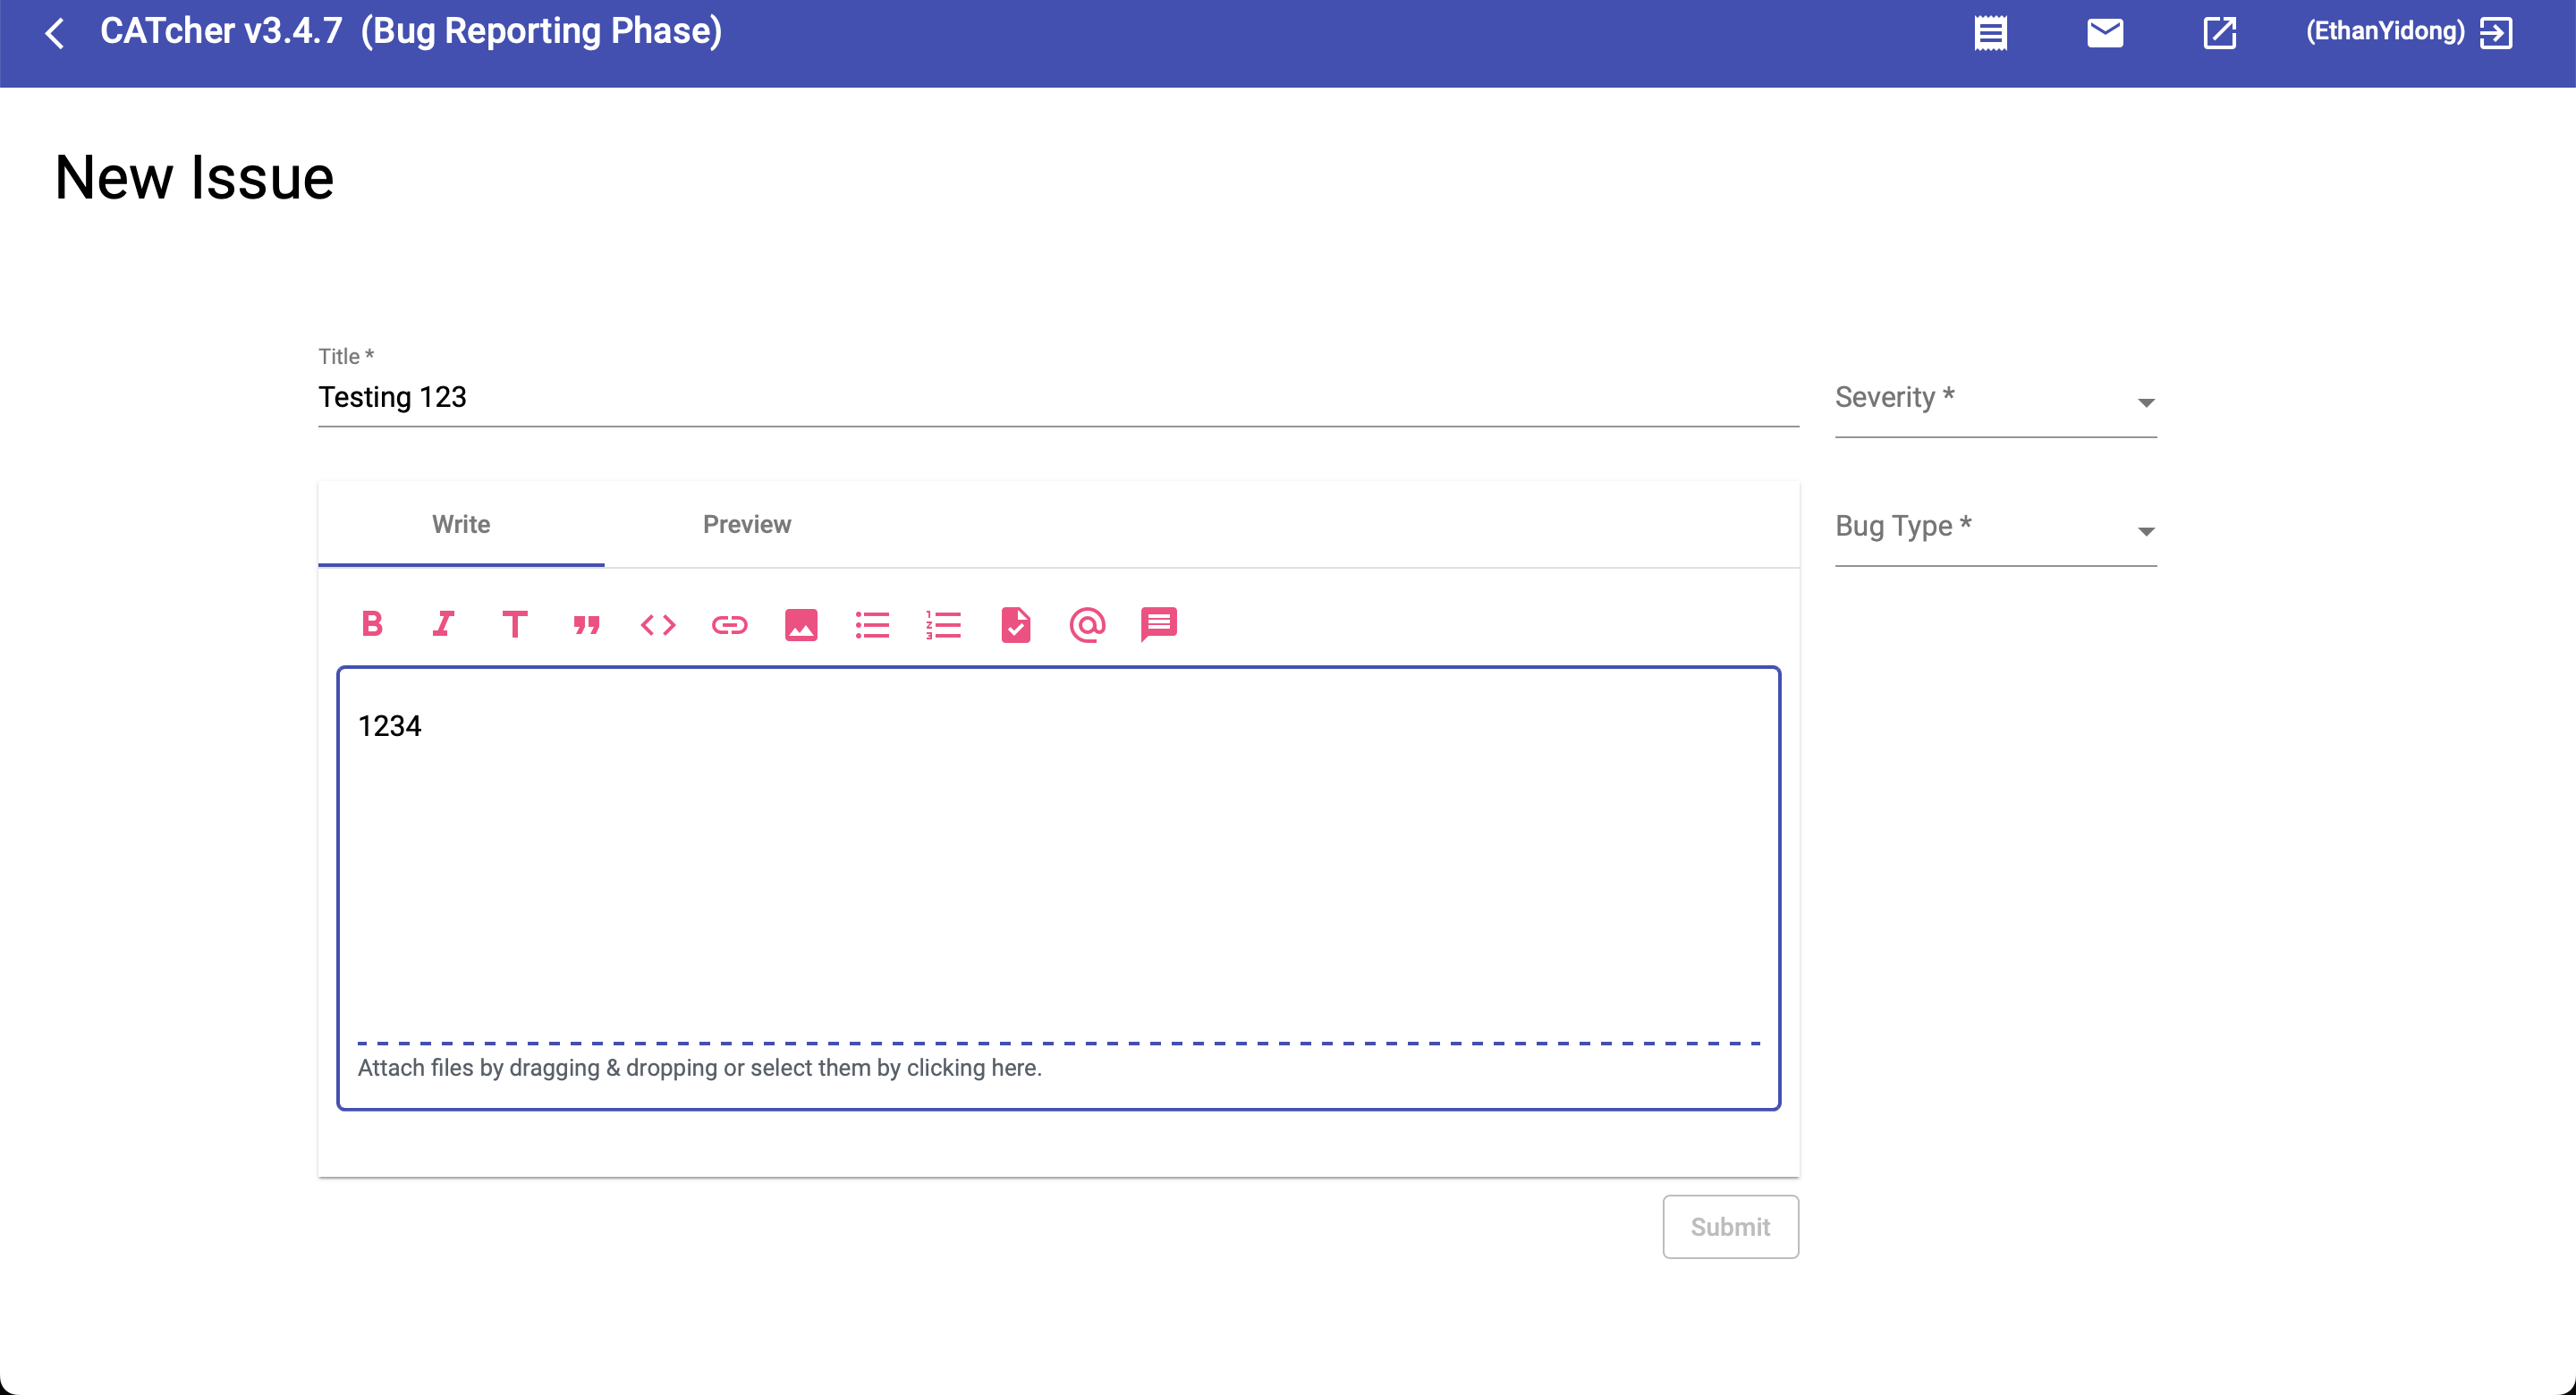 CATcher v3.4.7 (Bug Reporting Phase)
(EthanYidong)
New Issue
Title *
Testing 123
Severity *
Write
Preview
Bug Type *
1234
Attach files by dragging & dropping or select them by clicking here.
Submit